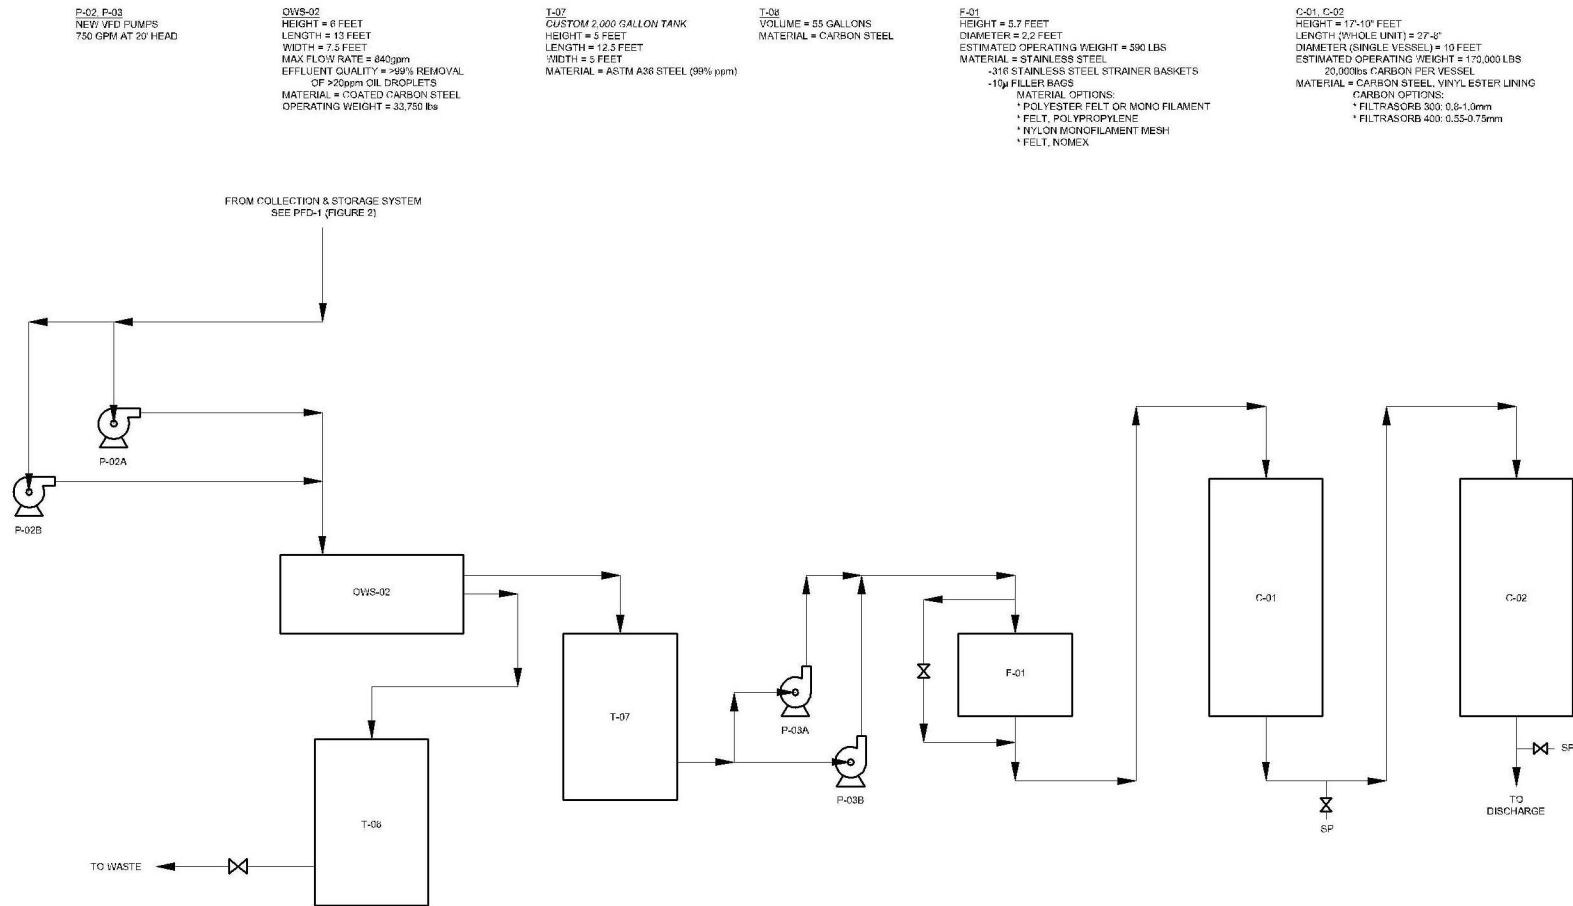 P-02, P-03
NEW VFD PUMPS
750 GPM AT 20' HEAD
OWS-02
HEIGHT = 6 FEET
LENGTH = 13 FEET
WIDTH = 7.5 FEET
MAX FLOW RATE = 840gpm
EFFLUENT QUALITY = >99% REMOVAL
OF >20ppm OIL DROPLETS
MATERIAL = COATED CARBON STEEL
OPERATING WEIGHT = 33,750 lbs
T-07
CUSTOM 2,000 GALLON TANK
HEIGHT = 5 FEET
LENGTH = 12.5 FEET
WIDTH = 5 FEET
MATERIAL = ASTM A36 STEEL (99% ppm)
T-08
VOLUME = 55 GALLONS
MATERIAL = CARBON STEEL
F-01
HEIGHT = 5.7 FEET
DIAMETER = 2.2 FEET
ESTIMATED OPERATING WEIGHT = 590 LBS
MATERIAL = STAINLESS STEEL
-316 STAINLESS STEEL STRAINER BASKETS
-10µ FILLER BAGS
MATERIAL OPTIONS:
* POLYESTER FELT OR MONO FILAMENT
* FELT, POLYPROPYLENE
* NYLON MONOFILAMENT MESH
* FELT, NOMEX
C-01, C-02
HEIGHT = 17'-10" FEET
LENGTH (WHOLE UNIT) = 27'-8"
DIAMETER (SINGLE VESSEL) = 10 FEET
ESTIMATED OPERATING WEIGHT = 170,000 LBS
20,000lbs CARBON PER VESSEL
MATERIAL = CARBON STEEL, VINYL ESTER LINING
CARBON OPTIONS:
* FILTRASORB 300: 0.8-1.0mm
* FILTRASORB 400: 0.55-0.75mm
FROM COLLECTION & STORAGE SYSTEM
SEE PFD-1 (FIGURE 2)
P-02A
P-02B
OWS-02
C-01
C-02
F-01
T-07
P-03A
SP
P-03B
TO
DISCHARGE
T-08
SP
TO WASTE